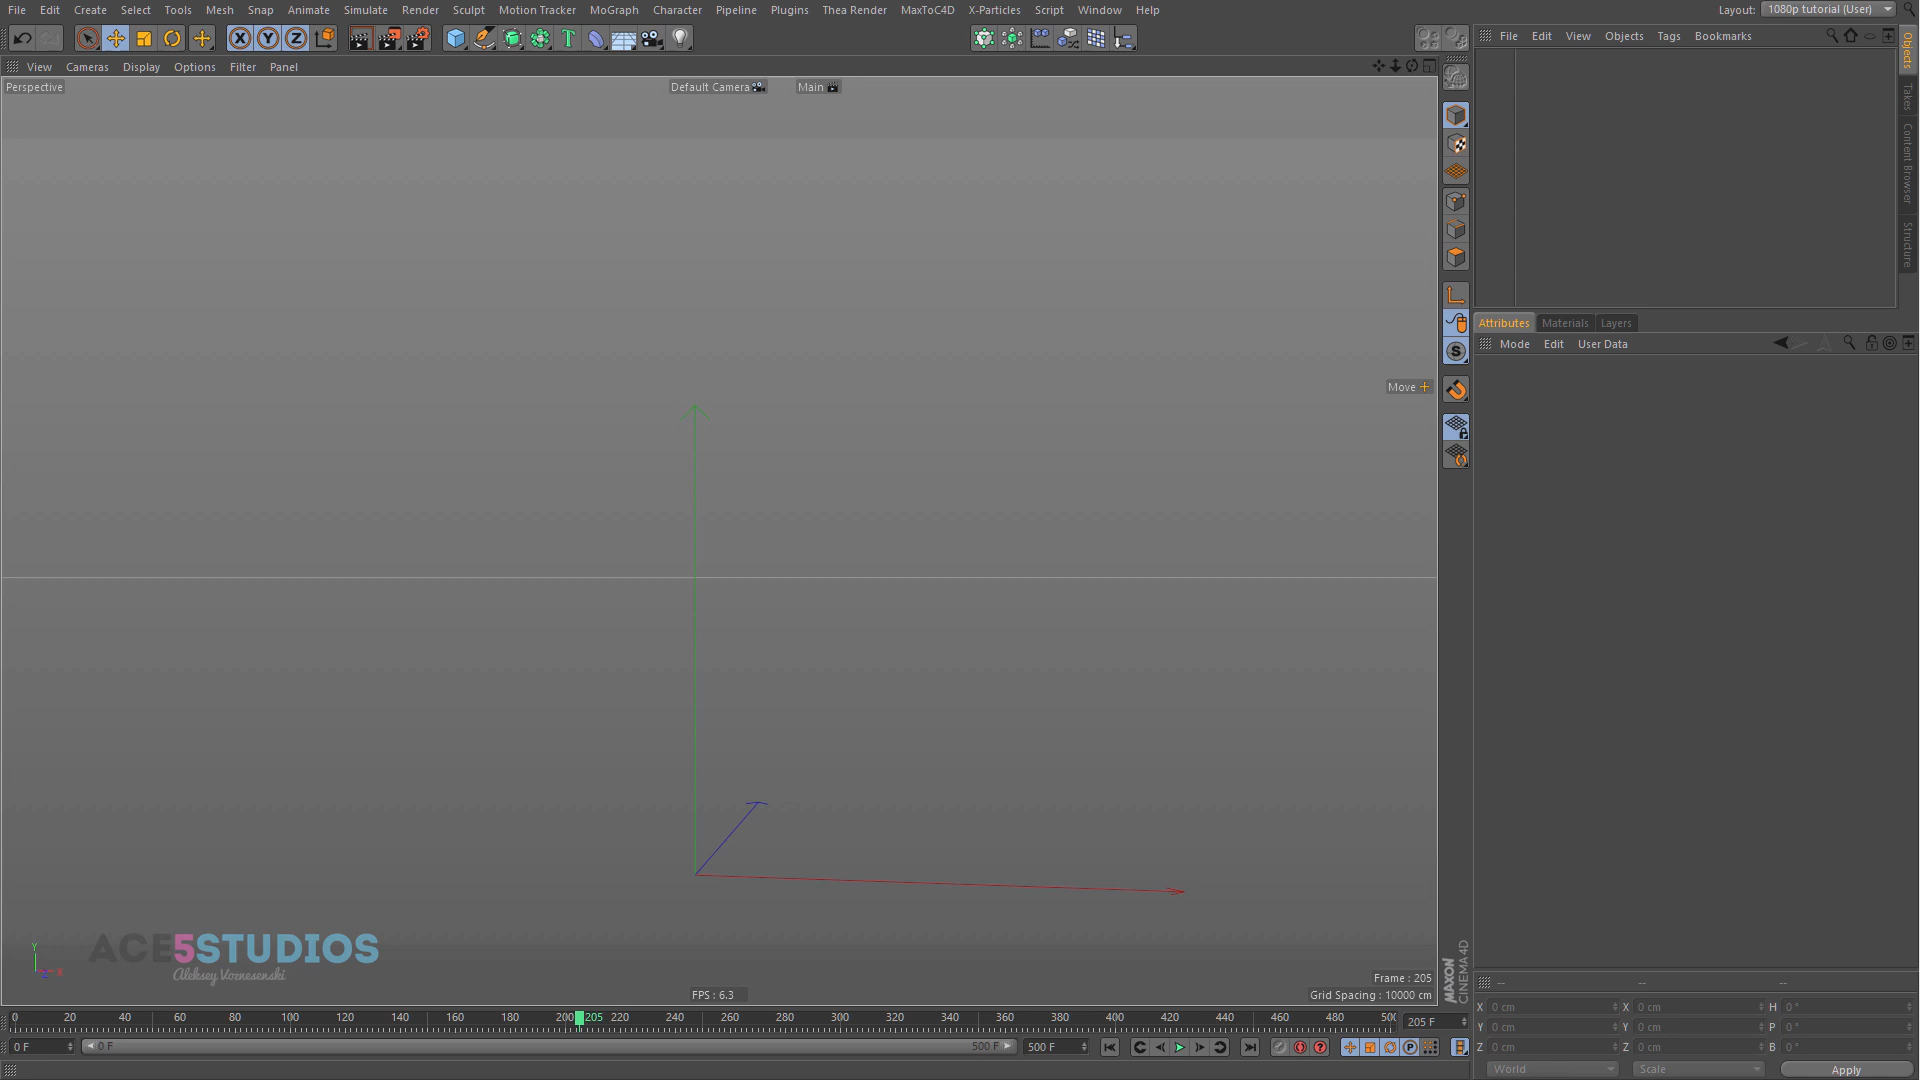 File Edit Create Select Tools Mesh Snap Animate Simulate Render Sculpt Motion Tracker MoGraph Character Pipeline Plugins Thea Render MaxToC4D X-Particles Script Window Help
Layout: 1080p tutorial (User)
File Edit View Objects Tags Bookmarks
View Cameras Display Options Filter Panel
Perspective
Default Camera
Main
Objects
Takes
Content Browser
Structure
Attributes Materials Layers
Mode Edit User Data
Move
ACE5STUDIOS
Aleksey Voznesenski
Y
X
Z
Frame : 205
FPS : 6.3
Grid Spacing : 10000 cm
MAXON
CINEMA 4D
0 20 40 60 80 100 120 140 160 180 200 205 220 240 260 280 300 320 340 360 380 400 420 440 460 480 500
205 F
0 F
0 F
500 F
500 F
-- -- --
X 0 cm X 0 cm H 0 °
Y 0 cm Y 0 cm P 0 °
Z 0 cm Z 0 cm B 0 °
World Scale Apply